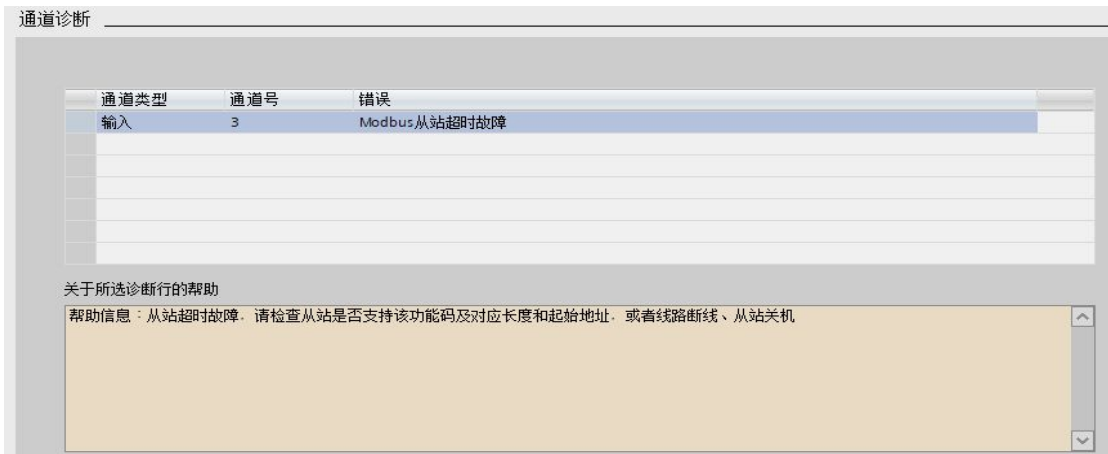 通道诊断
通道类型 通道号 错误
输入 3 Modbus从站超时故障
关于所选诊断行的帮助
帮助信息：从站超时故障. 请检查从站是否支持该功能码及对应长度和起始地址. 或者线路断线、从站关机